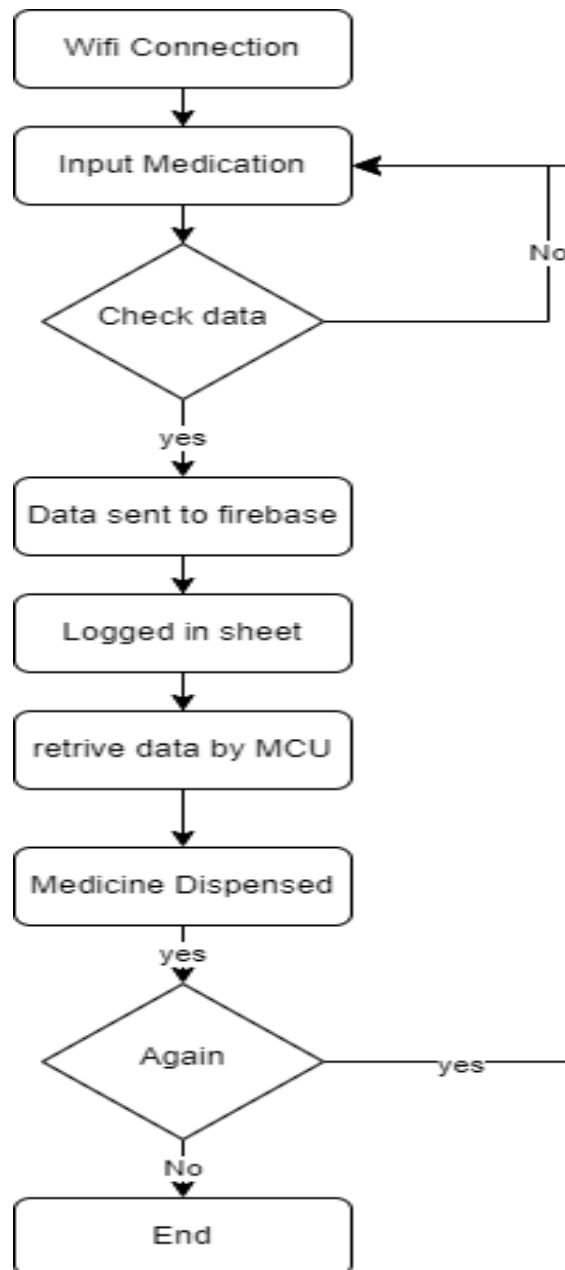 Wifi Connection
Input Medication
No
Check data
yes
Data sent to firebase
Logged in sheet
retrive data by MCU
Medicine Dispensed
yes
Again
yes
No
End